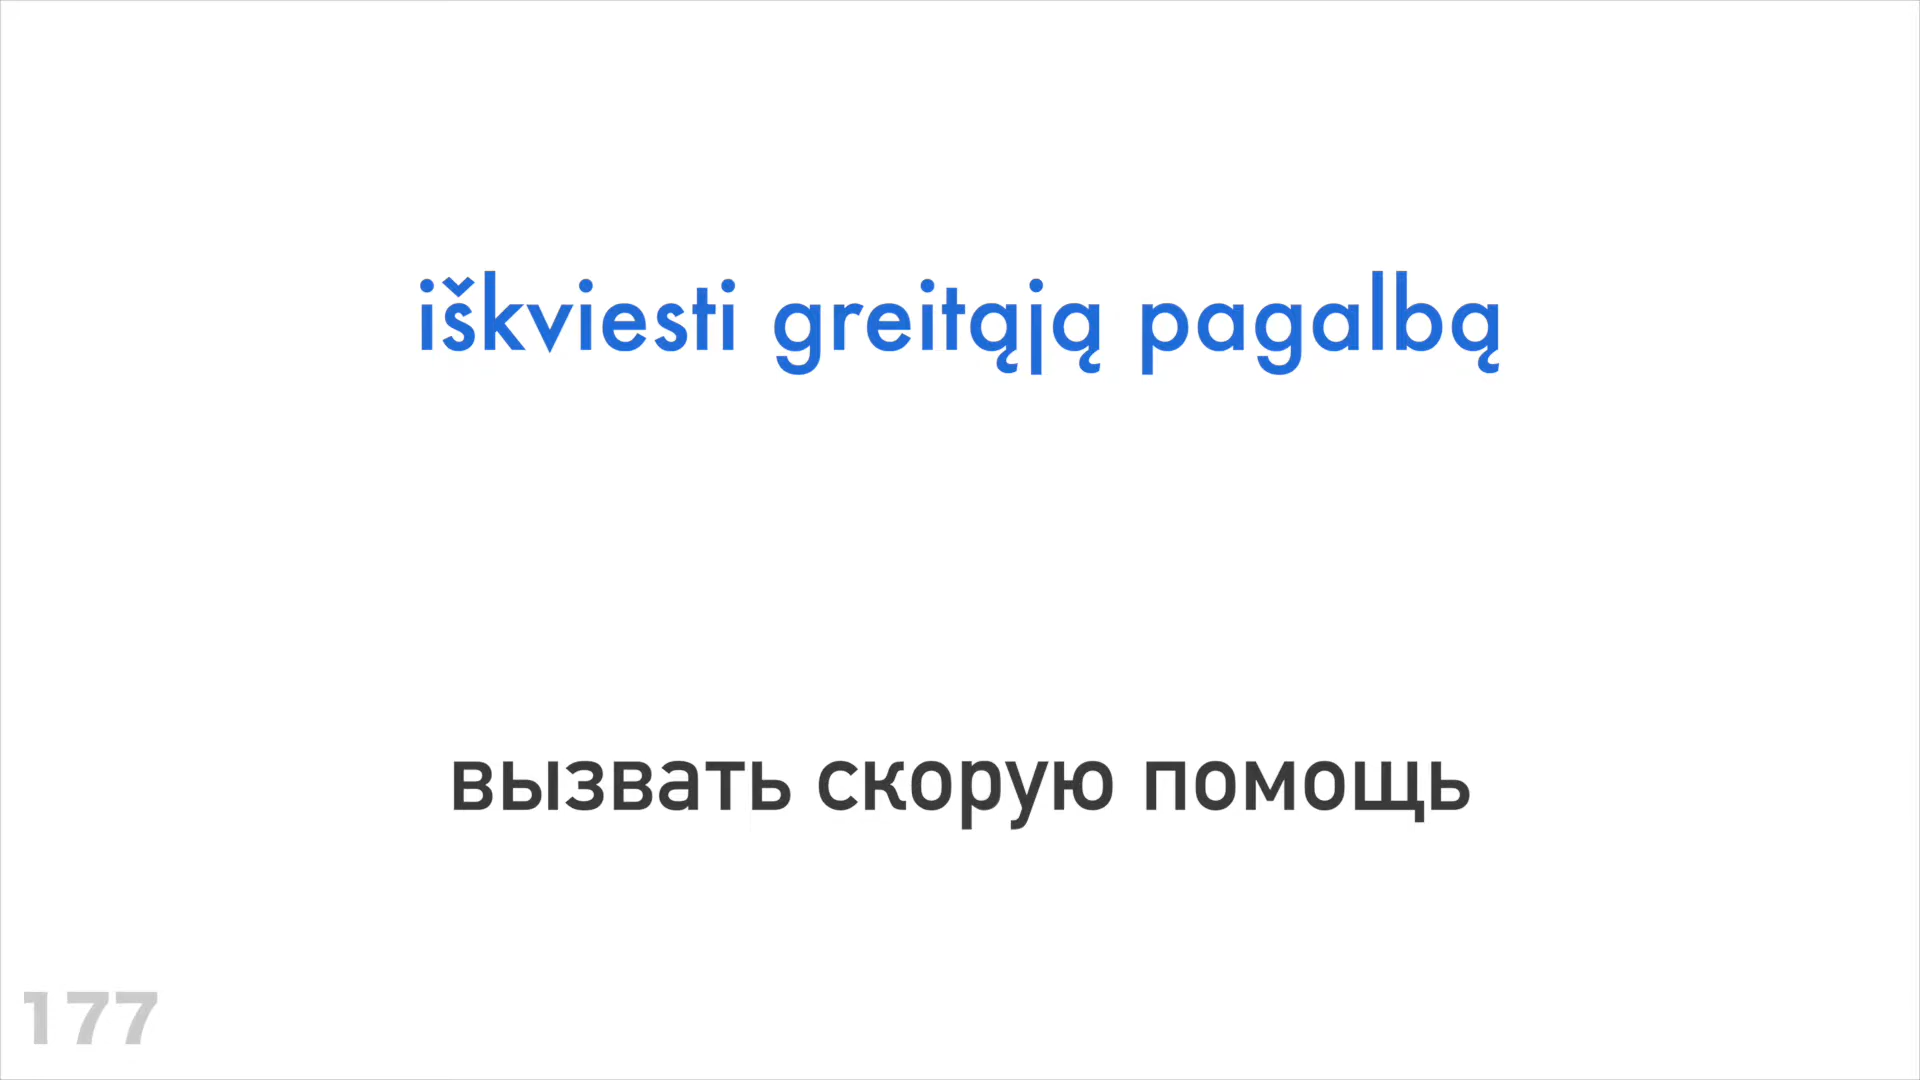 iškviesti greitąją pagalbą
вызвать скорую помощь
177